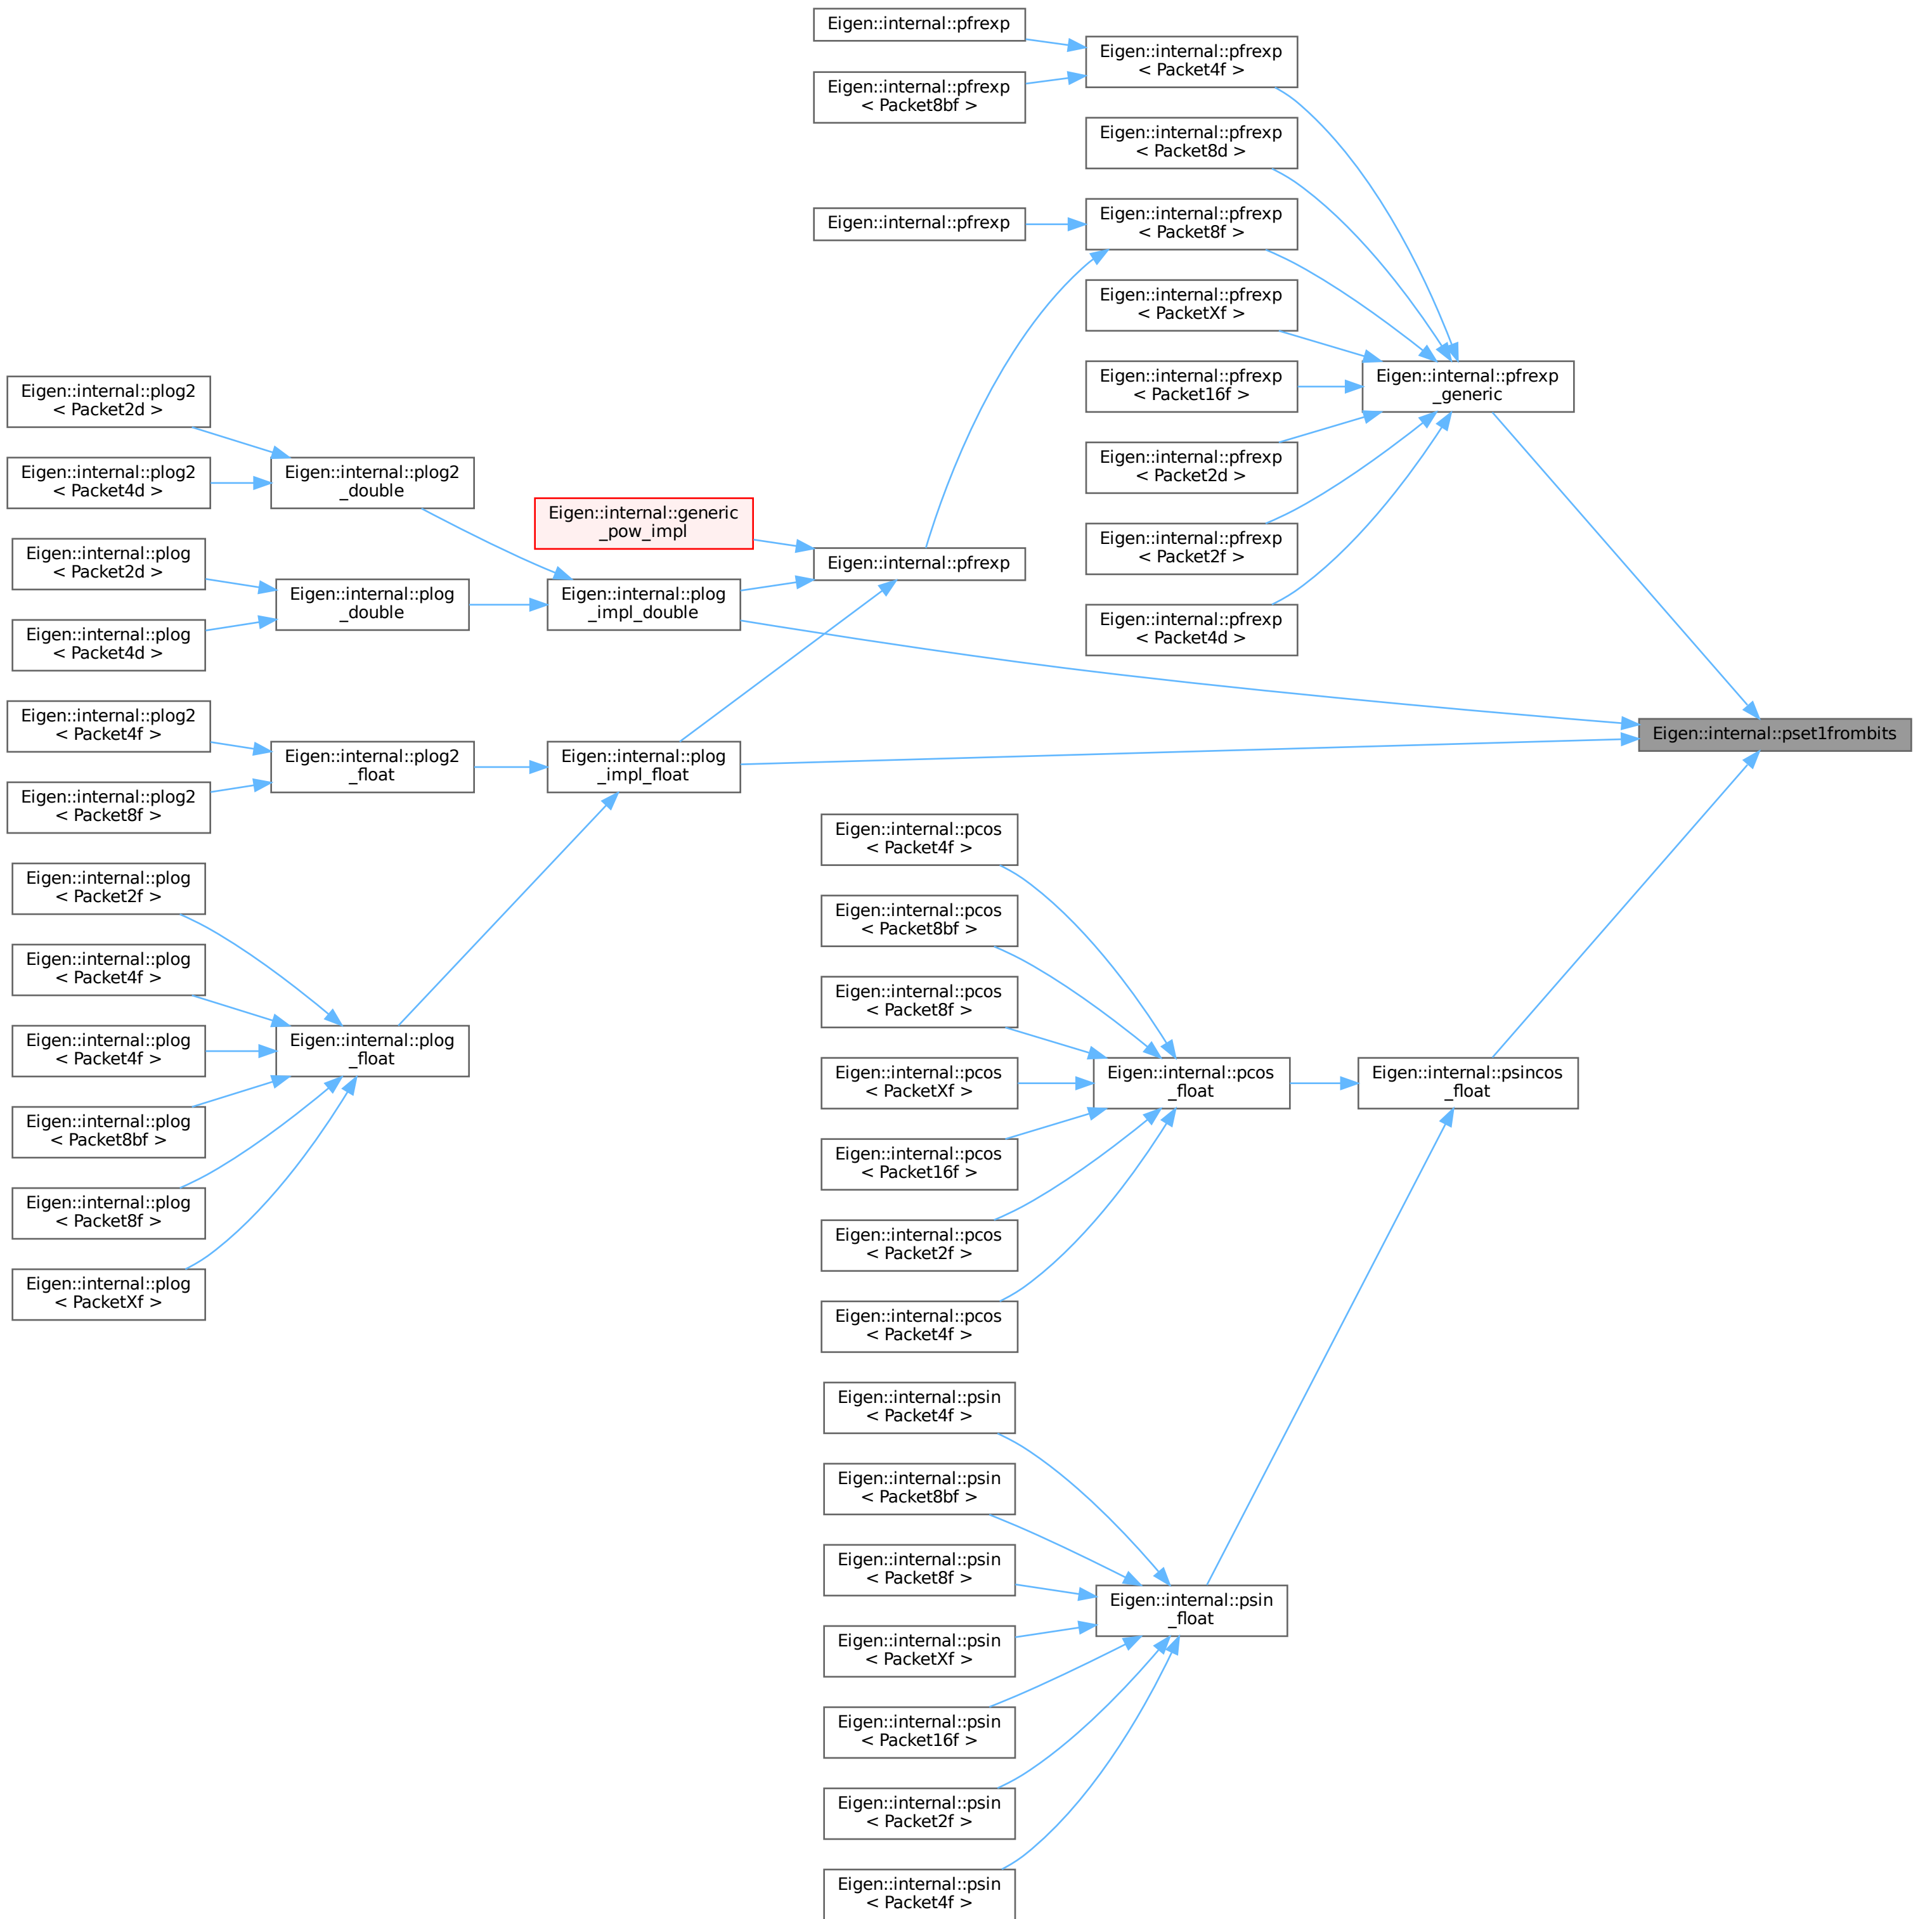 Eigen::internal::pfrexp
Eigen::internal::pfrexp
< Packet4f >
Eigen::internal::pfrexp
< Packet8bf >
Eigen::internal::pfrexp
< Packet8d >
Eigen::internal::pfrexp
Eigen::internal::pfrexp
< Packet8f >
Eigen::internal::pfrexp
< PacketXf >
Eigen::internal::pfrexp
< Packet16f >
Eigen::internal::pfrexp
_generic
Eigen::internal::plog2
< Packet2d >
Eigen::internal::plog2
< Packet4d >
Eigen::internal::plog2
_double
Eigen::internal::pfrexp
< Packet2d >
Eigen::internal::generic
_pow_impl
Eigen::internal::pfrexp
< Packet2f >
Eigen::internal::plog
< Packet2d >
Eigen::internal::pfrexp
Eigen::internal::plog
_double
Eigen::internal::plog
_impl_double
Eigen::internal::pfrexp
< Packet4d >
Eigen::internal::plog
< Packet4d >
Eigen::internal::plog2
< Packet4f >
Eigen::internal::pset1frombits
Eigen::internal::plog2
_float
Eigen::internal::plog
_impl_float
Eigen::internal::plog2
< Packet8f >
Eigen::internal::pcos
< Packet4f >
Eigen::internal::plog
< Packet2f >
Eigen::internal::pcos
< Packet8bf >
Eigen::internal::plog
< Packet4f >
Eigen::internal::pcos
< Packet8f >
Eigen::internal::plog
< Packet4f >
Eigen::internal::plog
_float
Eigen::internal::pcos
< PacketXf >
Eigen::internal::pcos
_float
Eigen::internal::psincos
_float
Eigen::internal::plog
< Packet8bf >
Eigen::internal::pcos
< Packet16f >
Eigen::internal::plog
< Packet8f >
Eigen::internal::pcos
< Packet2f >
Eigen::internal::plog
< PacketXf >
Eigen::internal::pcos
< Packet4f >
Eigen::internal::psin
< Packet4f >
Eigen::internal::psin
< Packet8bf >
Eigen::internal::psin
< Packet8f >
Eigen::internal::psin
_float
Eigen::internal::psin
< PacketXf >
Eigen::internal::psin
< Packet16f >
Eigen::internal::psin
< Packet2f >
Eigen::internal::psin
< Packet4f >